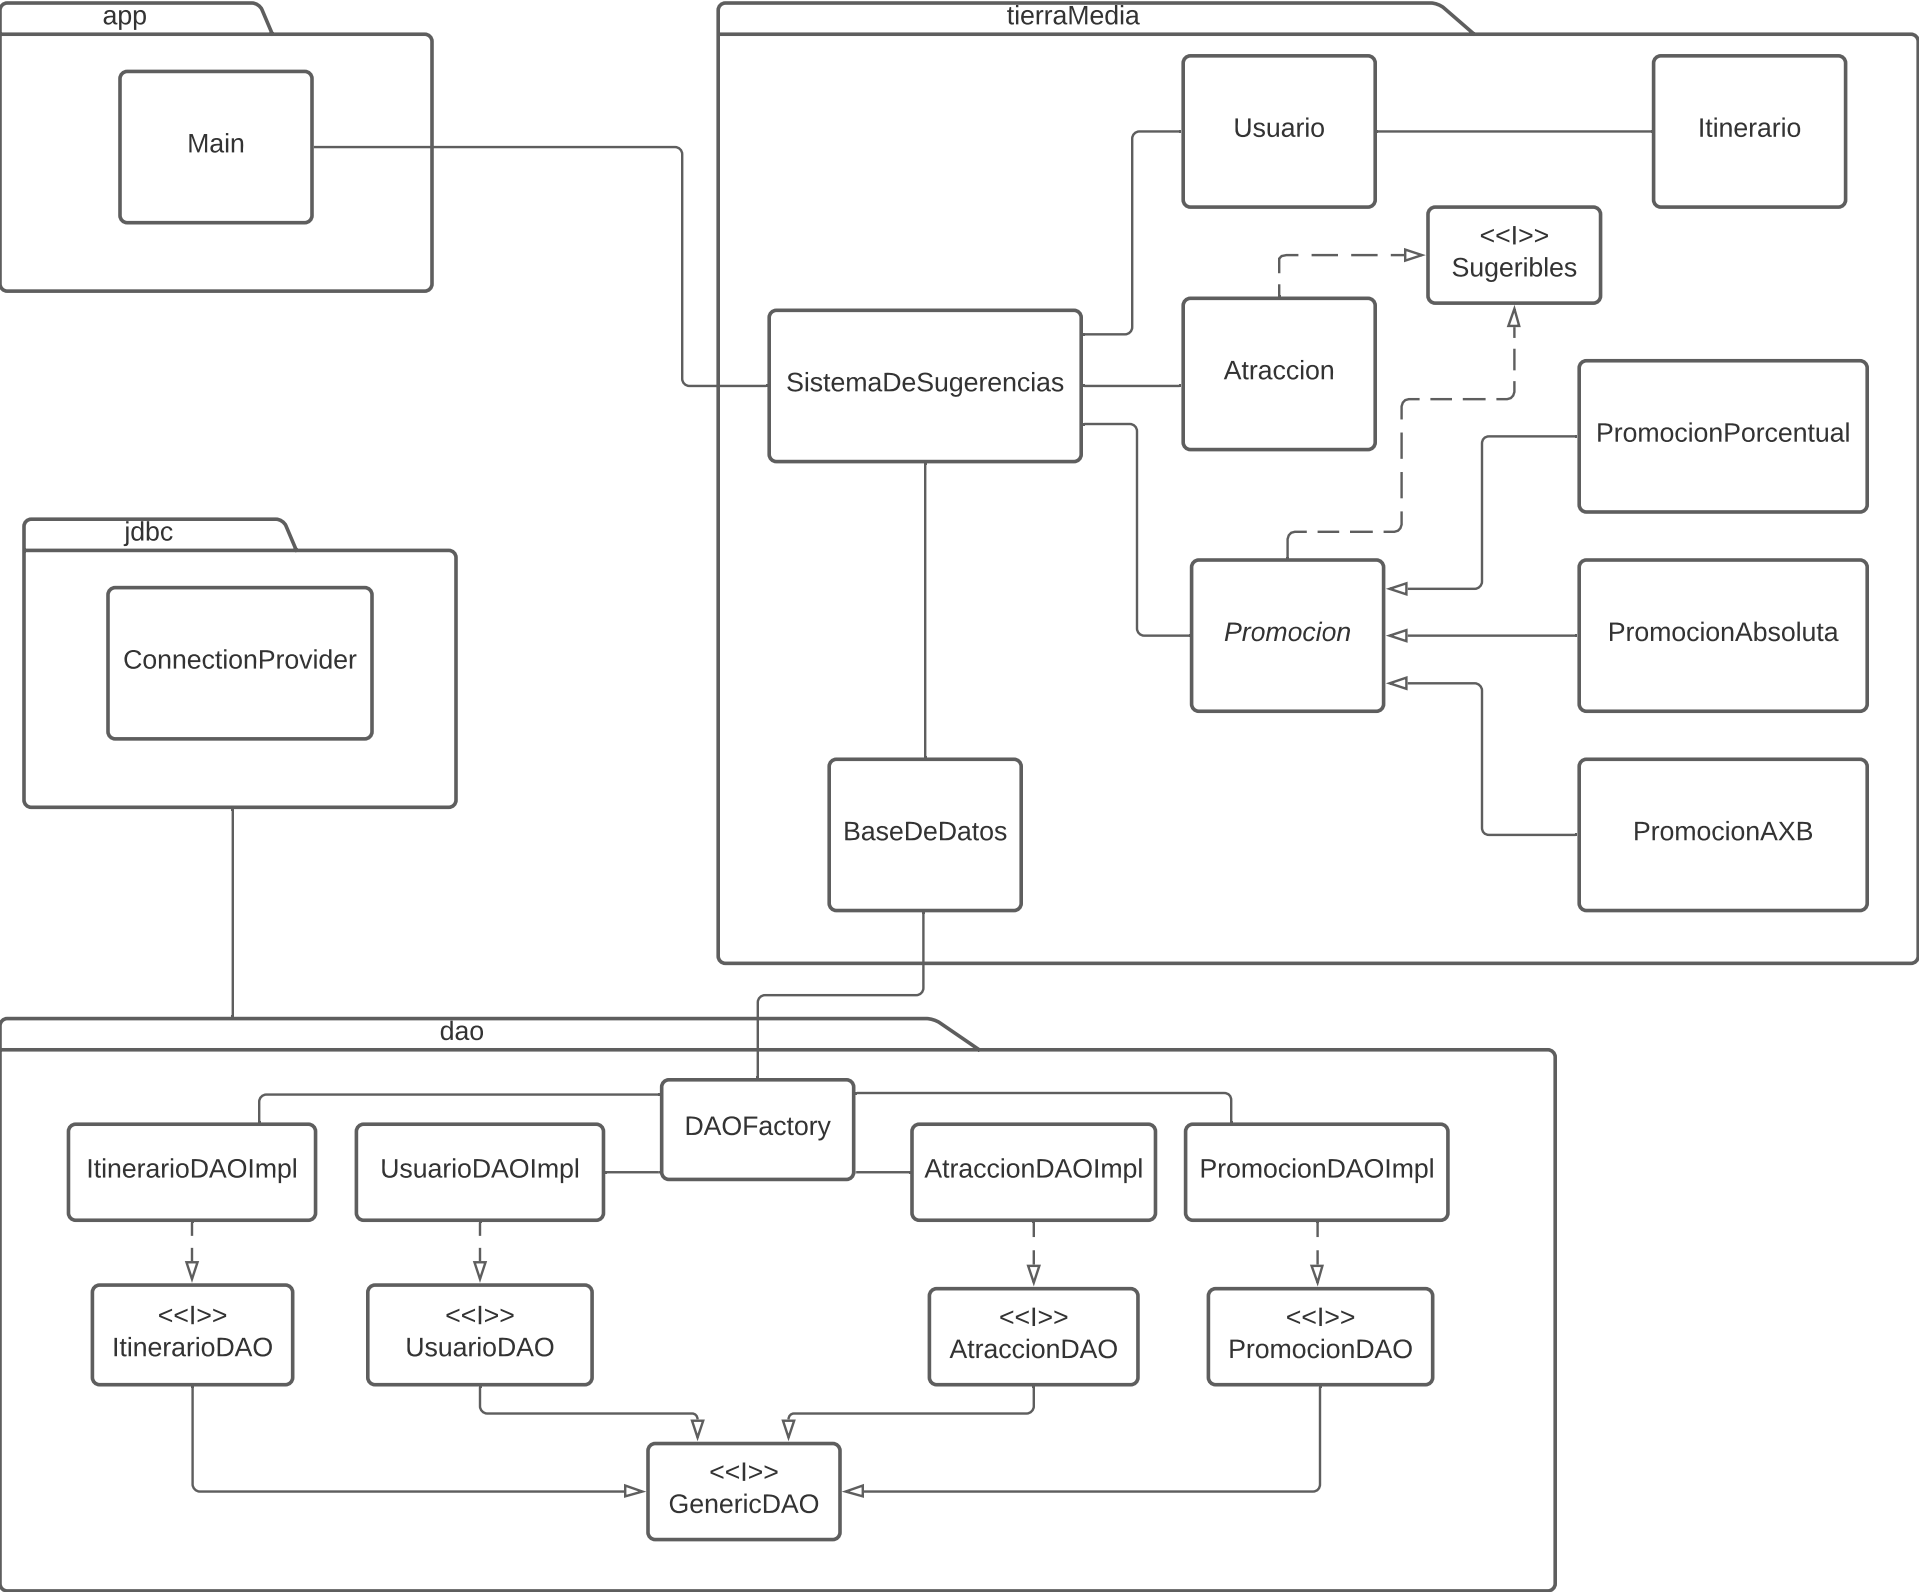 app
tierraMedia
Main
Usuario
Itinerario
<<I>>
Sugeribles
SistemaDeSugerencias
Atraccion
PromocionPorcentual
jdbc
ConnectionProvider
Promocion
PromocionAbsoluta
BaseDeDatos
PromocionAXB
dao
DAOFactory
ItinerarioDAOImpl
UsuarioDAOImpl
AtraccionDAOImpl
PromocionDAOImpl
<<I>>
ItinerarioDAO
<<I>>
UsuarioDAO
<<I>>
AtraccionDAO
<<I>>
PromocionDAO
<<I>>
GenericDAO